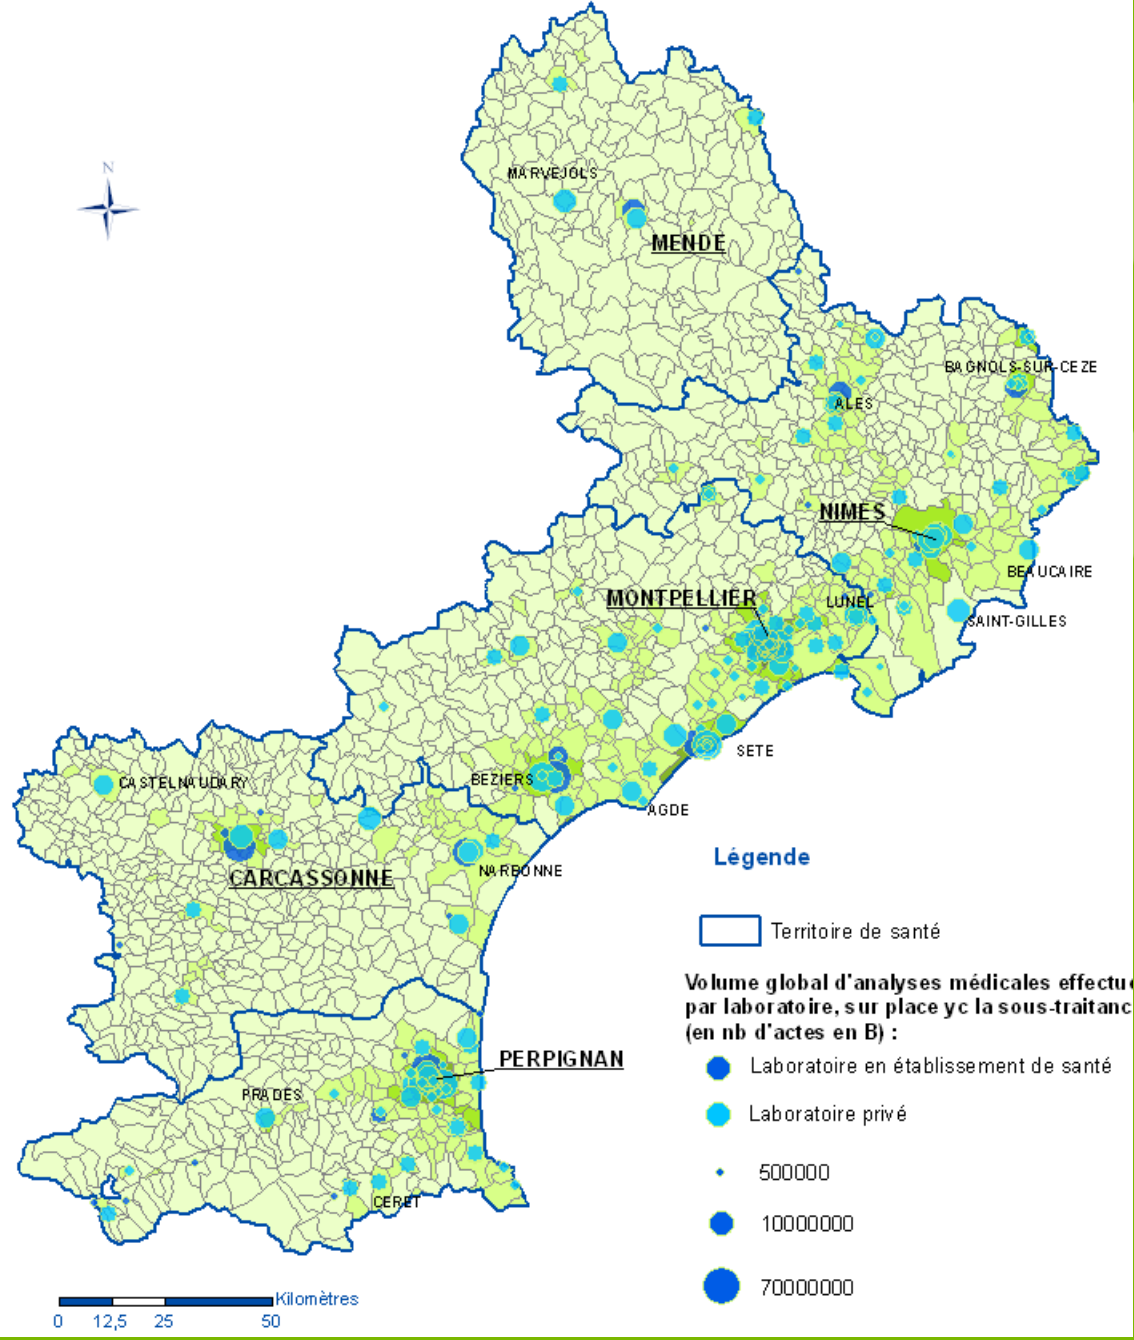 N
MARVEJOLS
MENDE
BAGNOLS-SUR-CEZE
ALES
NIMES
BEAUCAIRE
MONTPELLIER
LUNEL
SAINT-GILLES
SETE
BEZIERS
CASTELNAUDARY
AGDE
NARBONNE
CARCASSONNE
PERPIGNAN
PRADES
CERET
Légende
Territoire de santé
Volume global d'analyses médicales effectu
par laboratoire, sur place yc la sous-traitanc
(en nb d'actes en B) :
Laboratoire en établissement de santé
Laboratoire privé
500000
10000000
70000000
Kilomètres
0 12,5 25 50